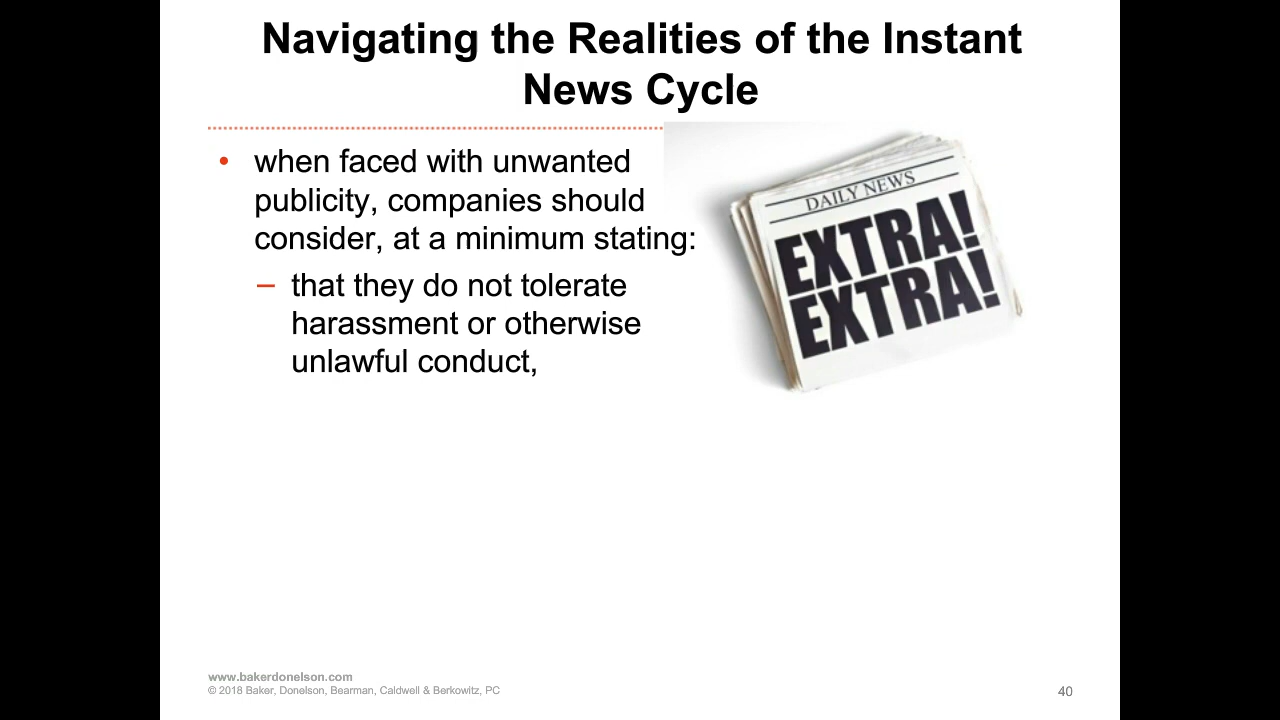 Navigating the Realities of the Instant
News Cycle
• when faced with unwanted
publicity, companies should
consider, at a minimum stating:
– that they do not tolerate
harassment or otherwise
unlawful conduct,
DAILY NEWS
EXTRA!
EXTRA!
www.bakerdonelson.com
© 2018 Baker, Donelson, Bearman, Caldwell & Berkowitz, PC
40